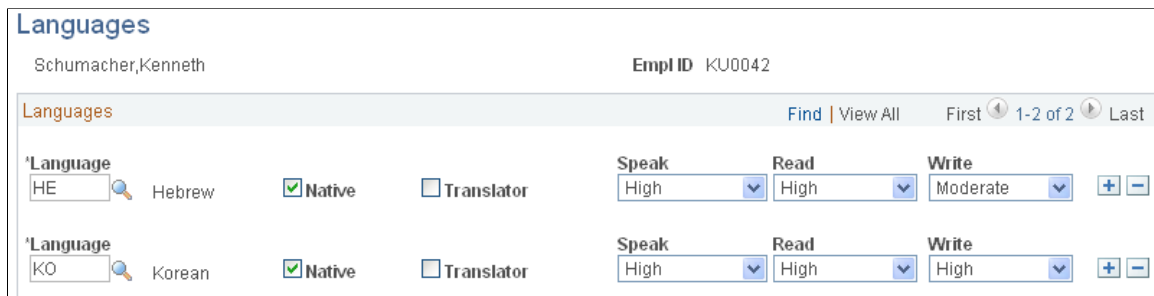 Languages
Schumacher,Kenneth Empl ID KU0042
Languages Find | View All First 1-2 of 2 Last
*Language Speak Read Write
HE Hebrew Native Translator High High Moderate
*Language Speak Read Write
KO Korean Native Translator High High High